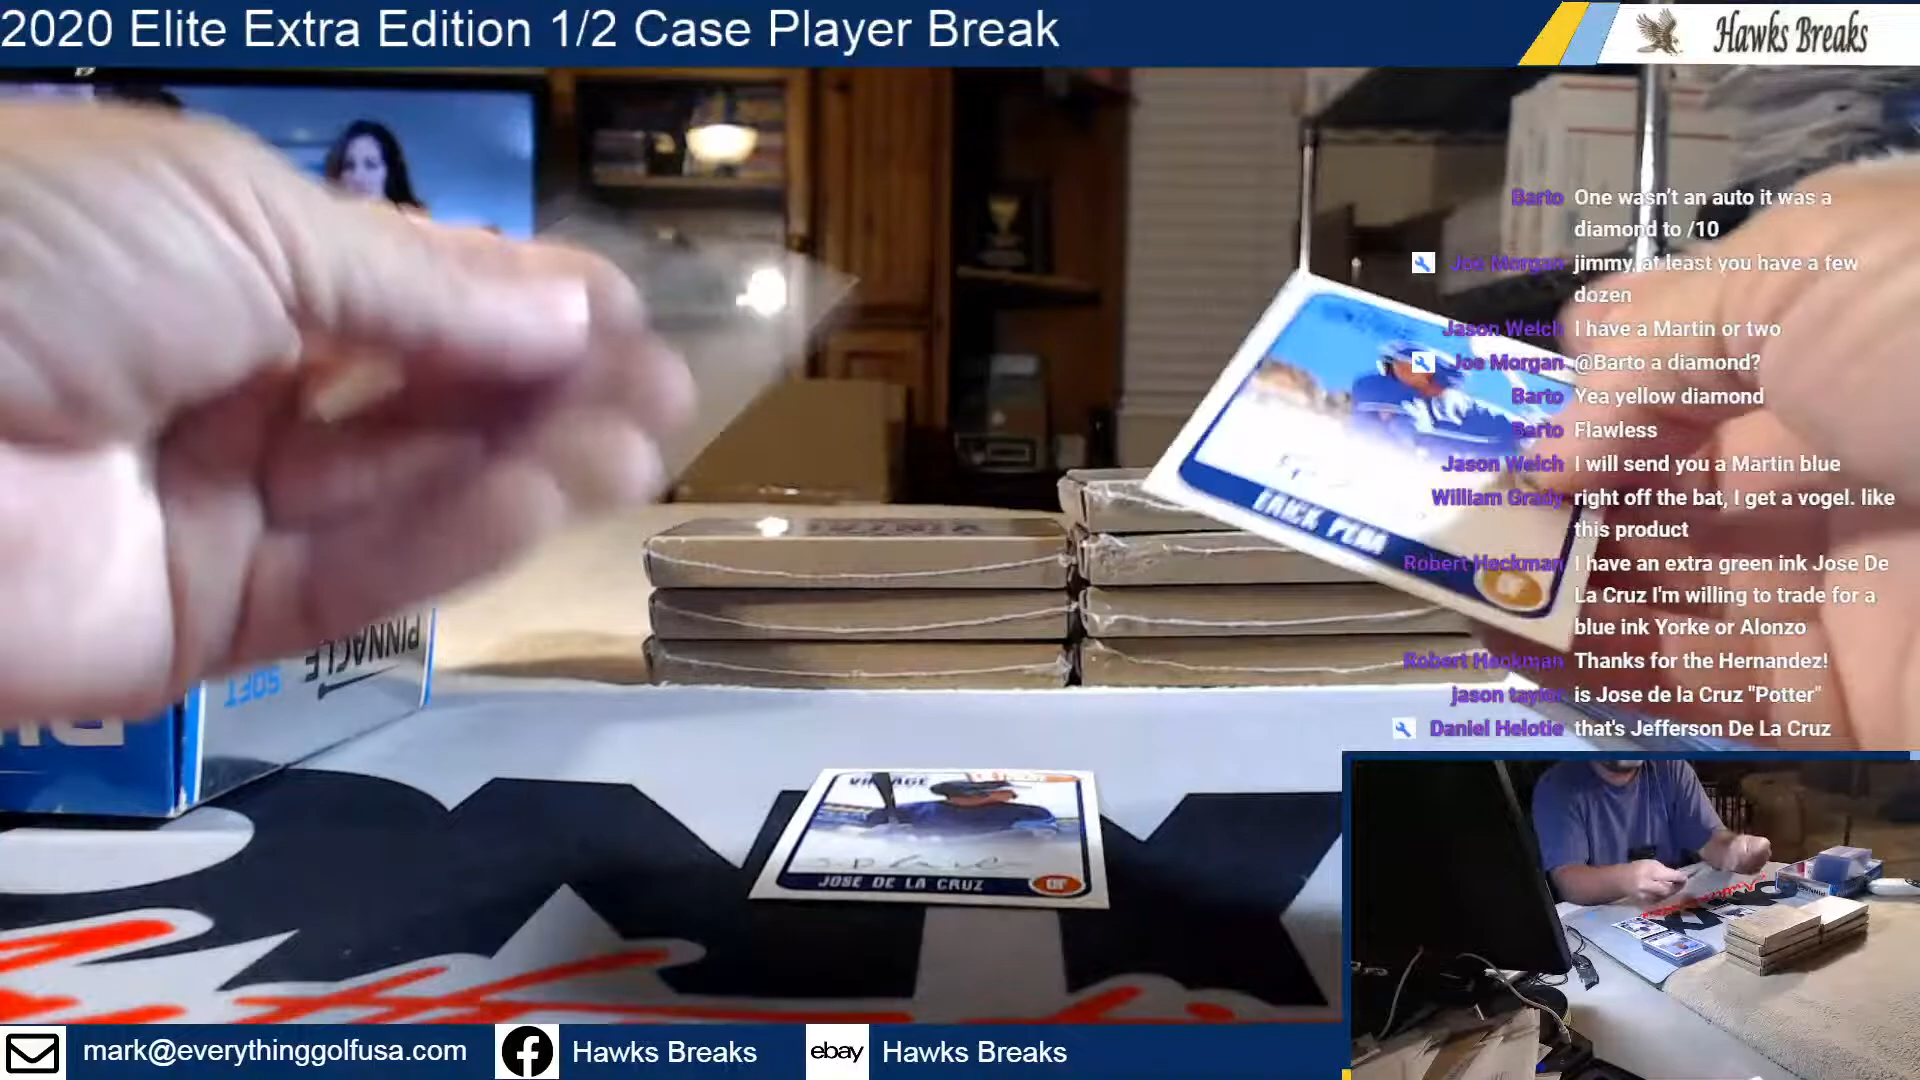 2020 Elite Extra Edition 1/2 Case Player Break
Hawks Breaks
Barto One wasn't an auto it was a
diamond to /10
Joe Morgan jimmy, at least you have a few
dozen
Jason Welch I have a Martin or two
Joe Morgan @Barto a diamond?
Barto Yea yellow diamond
Barto Flawless
Jason Welch I will send you a Martin blue
William Grady right off the bat, I get a vogel. like
this product
Robert Heckman I have an extra green ink Jose De
La Cruz I'm willing to trade for a
blue ink Yorke or Alonzo
Robert Heckman Thanks for the Hernandez!
jason taylor is Jose de la Cruz "Potter"
Daniel Helotie that's Jefferson De La Cruz
ERICK PENA
PINNACLE
SOFT
VINTAGE
JOSE DE LA CRUZ
OF
mark@everythinggolfusa.com
Hawks Breaks
ebay
Hawks Breaks